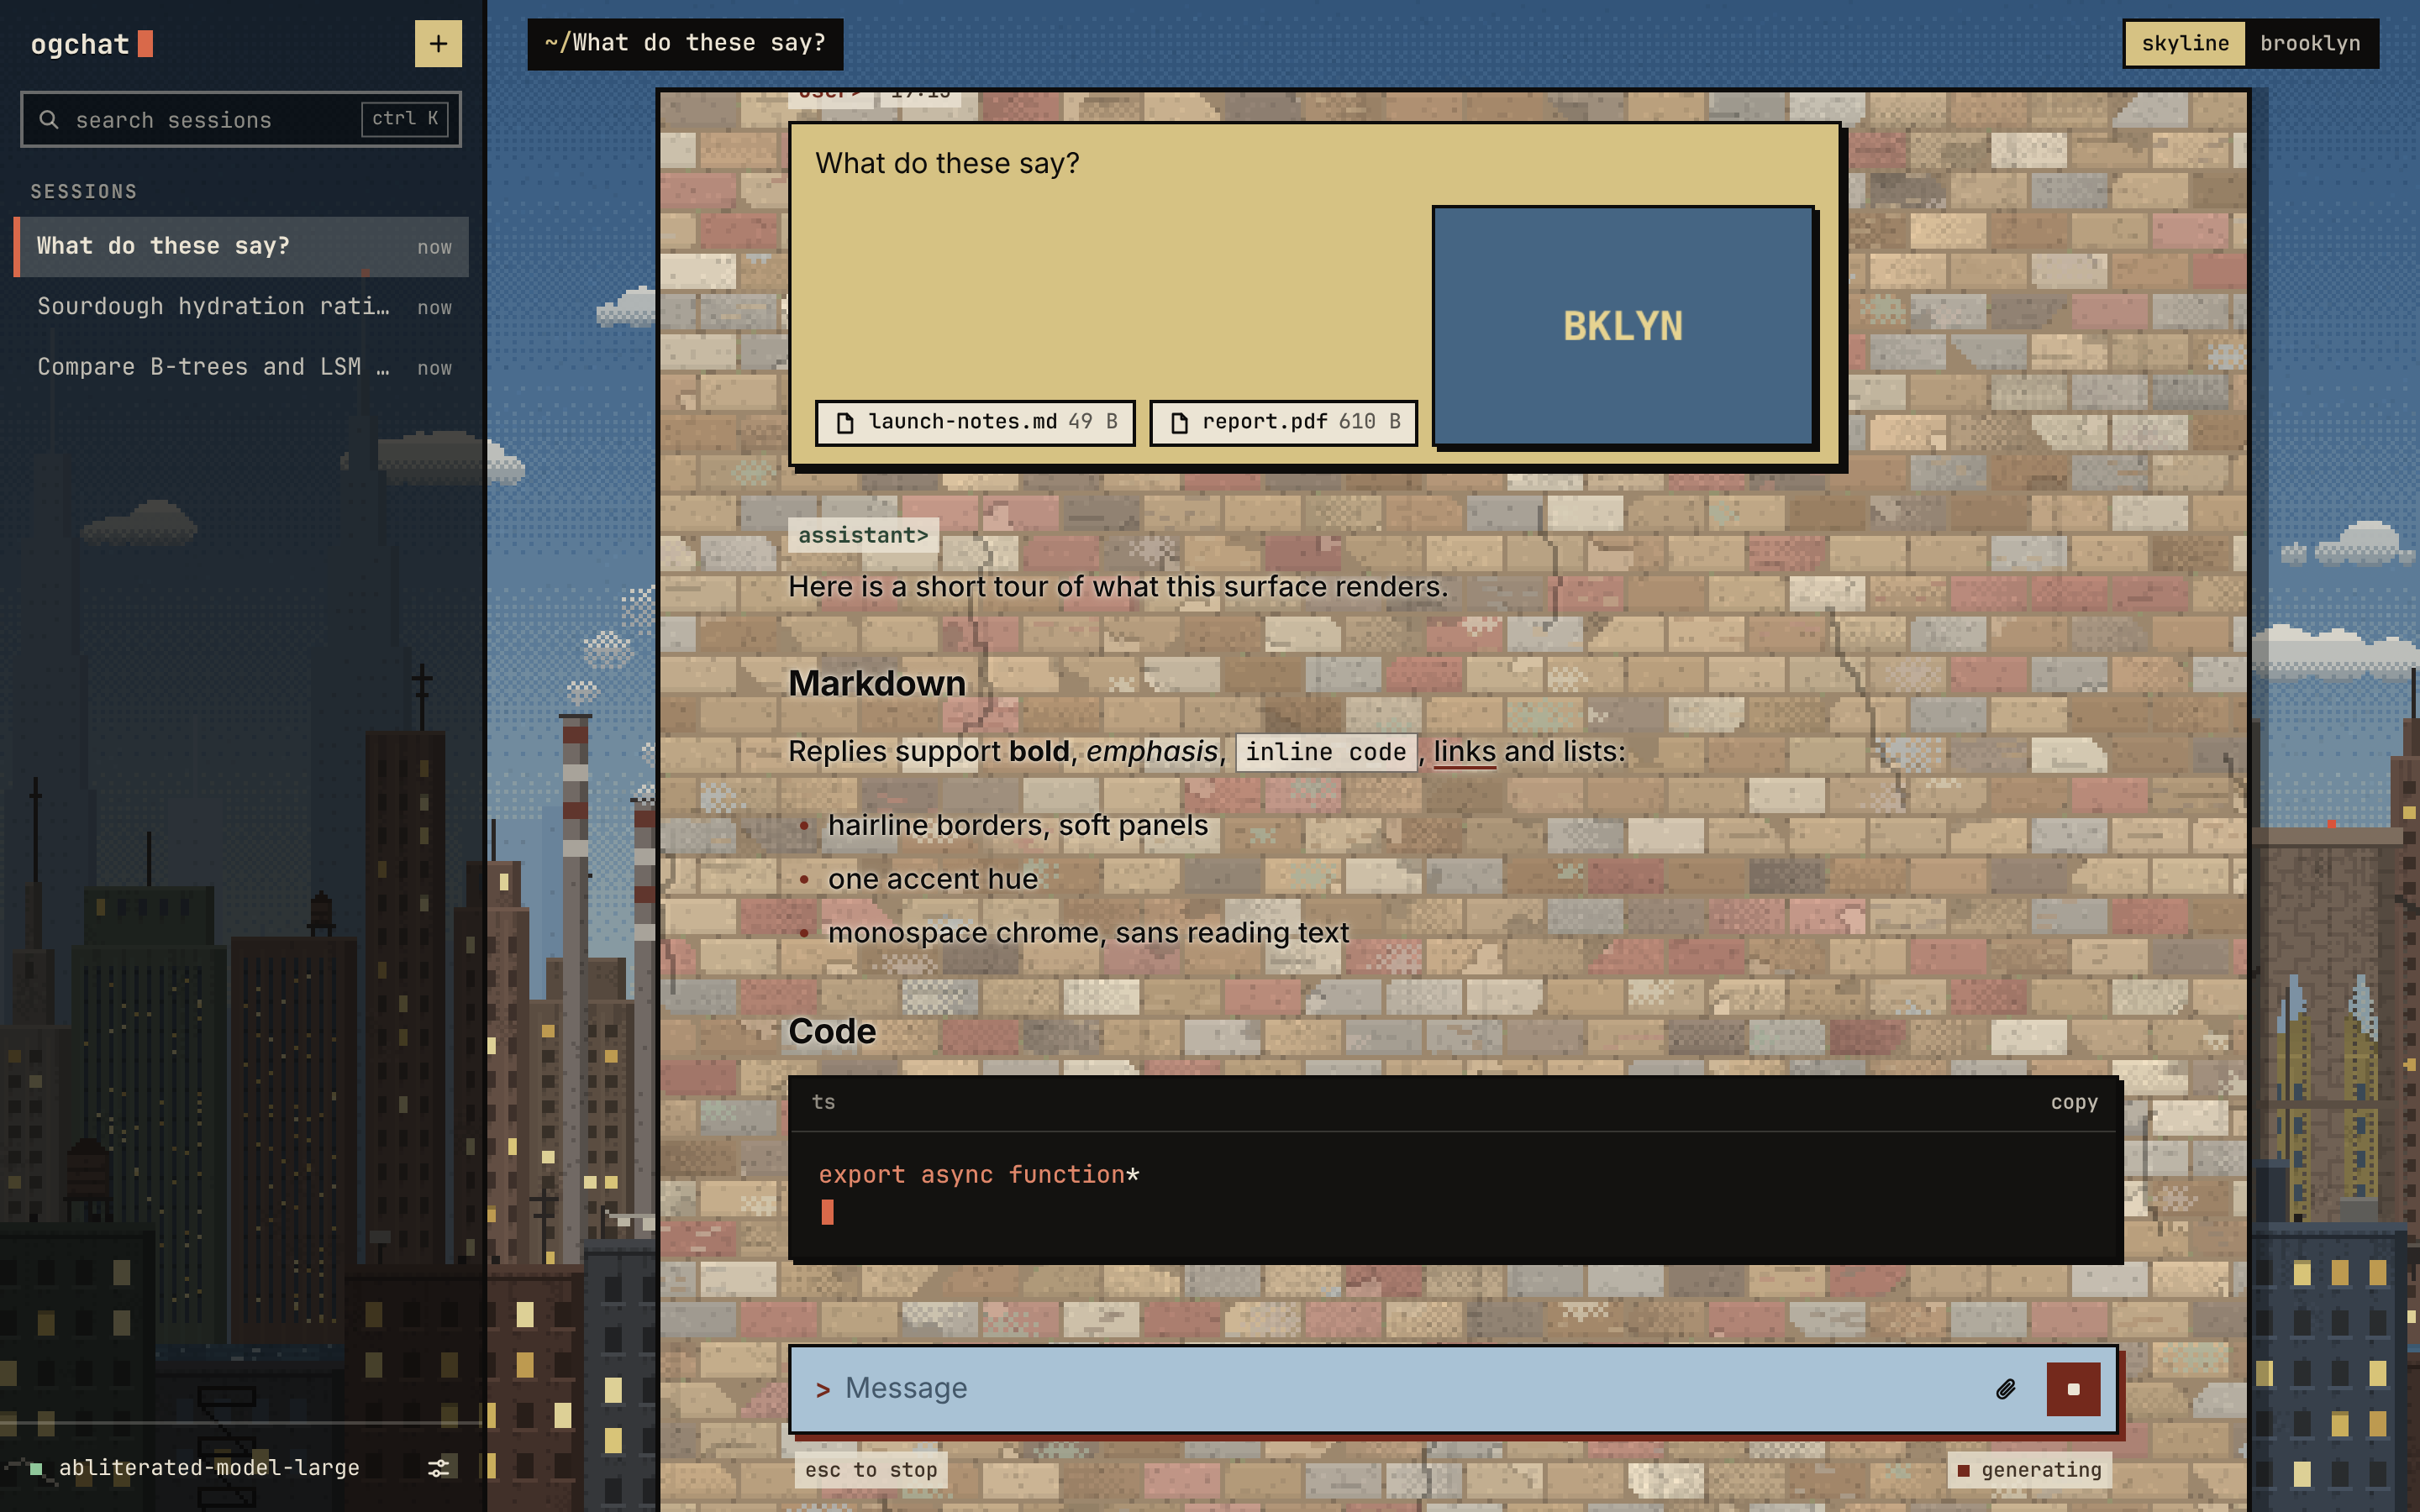 ogchat
+
search sessions ctrl K
SESSIONS
What do these say? now
Sourdough hydration rati… now
Compare B-trees and LSM … now
abliterated-model-large
~/What do these say?
skyline brooklyn
What do these say?
launch-notes.md 49 B
report.pdf 610 B
BKLYN
assistant>
Here is a short tour of what this surface renders.
Markdown
Replies support bold, emphasis, inline code, links and lists:
• hairline borders, soft panels
• one accent hue
• monospace chrome, sans reading text
Code
ts copy
export async function*
> Message
esc to stop generating